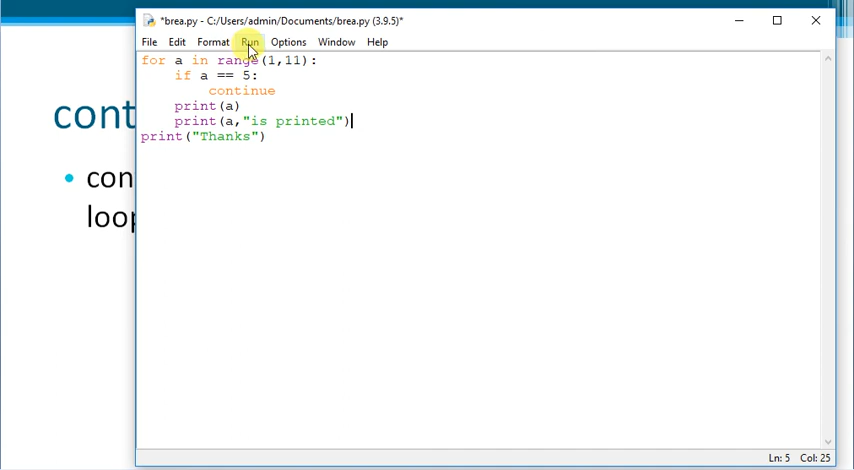 *brea.py - C:/Users/admin/Documents/brea.py (3.9.5)*
File Edit Format Run Options Window Help
for a in range(1,11):
    if a == 5:
        continue
    print(a)
    print(a,"is printed")
print("Thanks")
cont
• con
loop
Ln: 5 Col: 25